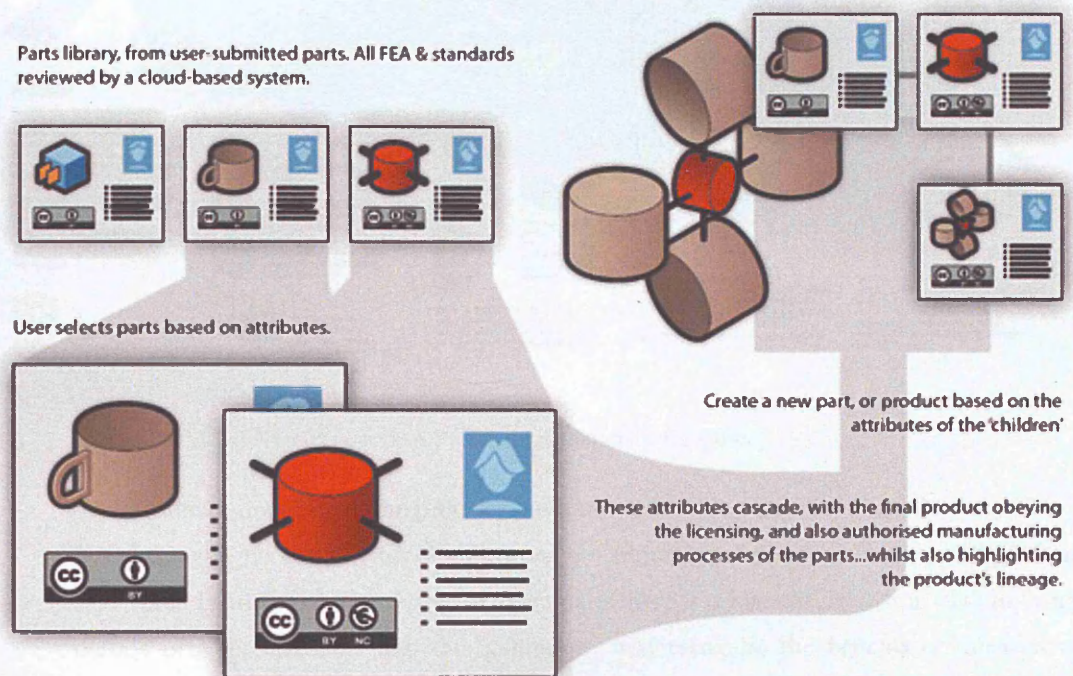 Parts library, from user-submitted parts. All FEA & standards
reviewed by a cloud-based system.
User selects parts based on attributes.
cc
BY
cc
BY NC
Create a new part, or product based on the
attributes of the 'children'
These attributes cascade, with the final product obeying
the licensing, and also authorised manufacturing
processes of the parts...whilst also highlighting
the product's lineage.